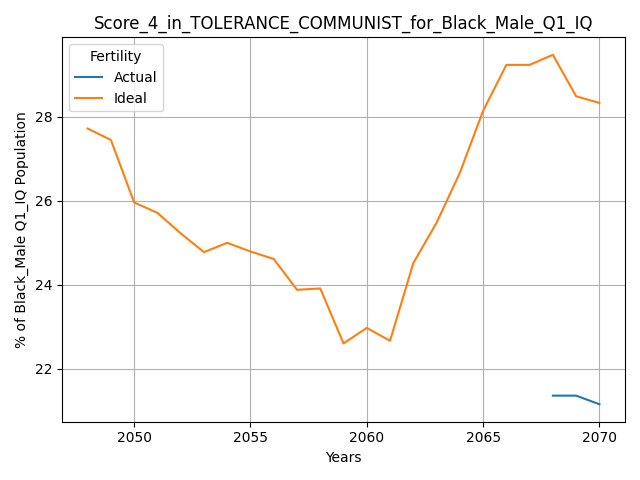 Score_4_in_TOLERANCE_COMMUNIST_for_Black_Male_Q1_IQ
Fertility
Actual
Ideal
% of Black_Male Q1_IQ Population
28
26
24
22
2050 2055 2060 2065 2070
Years